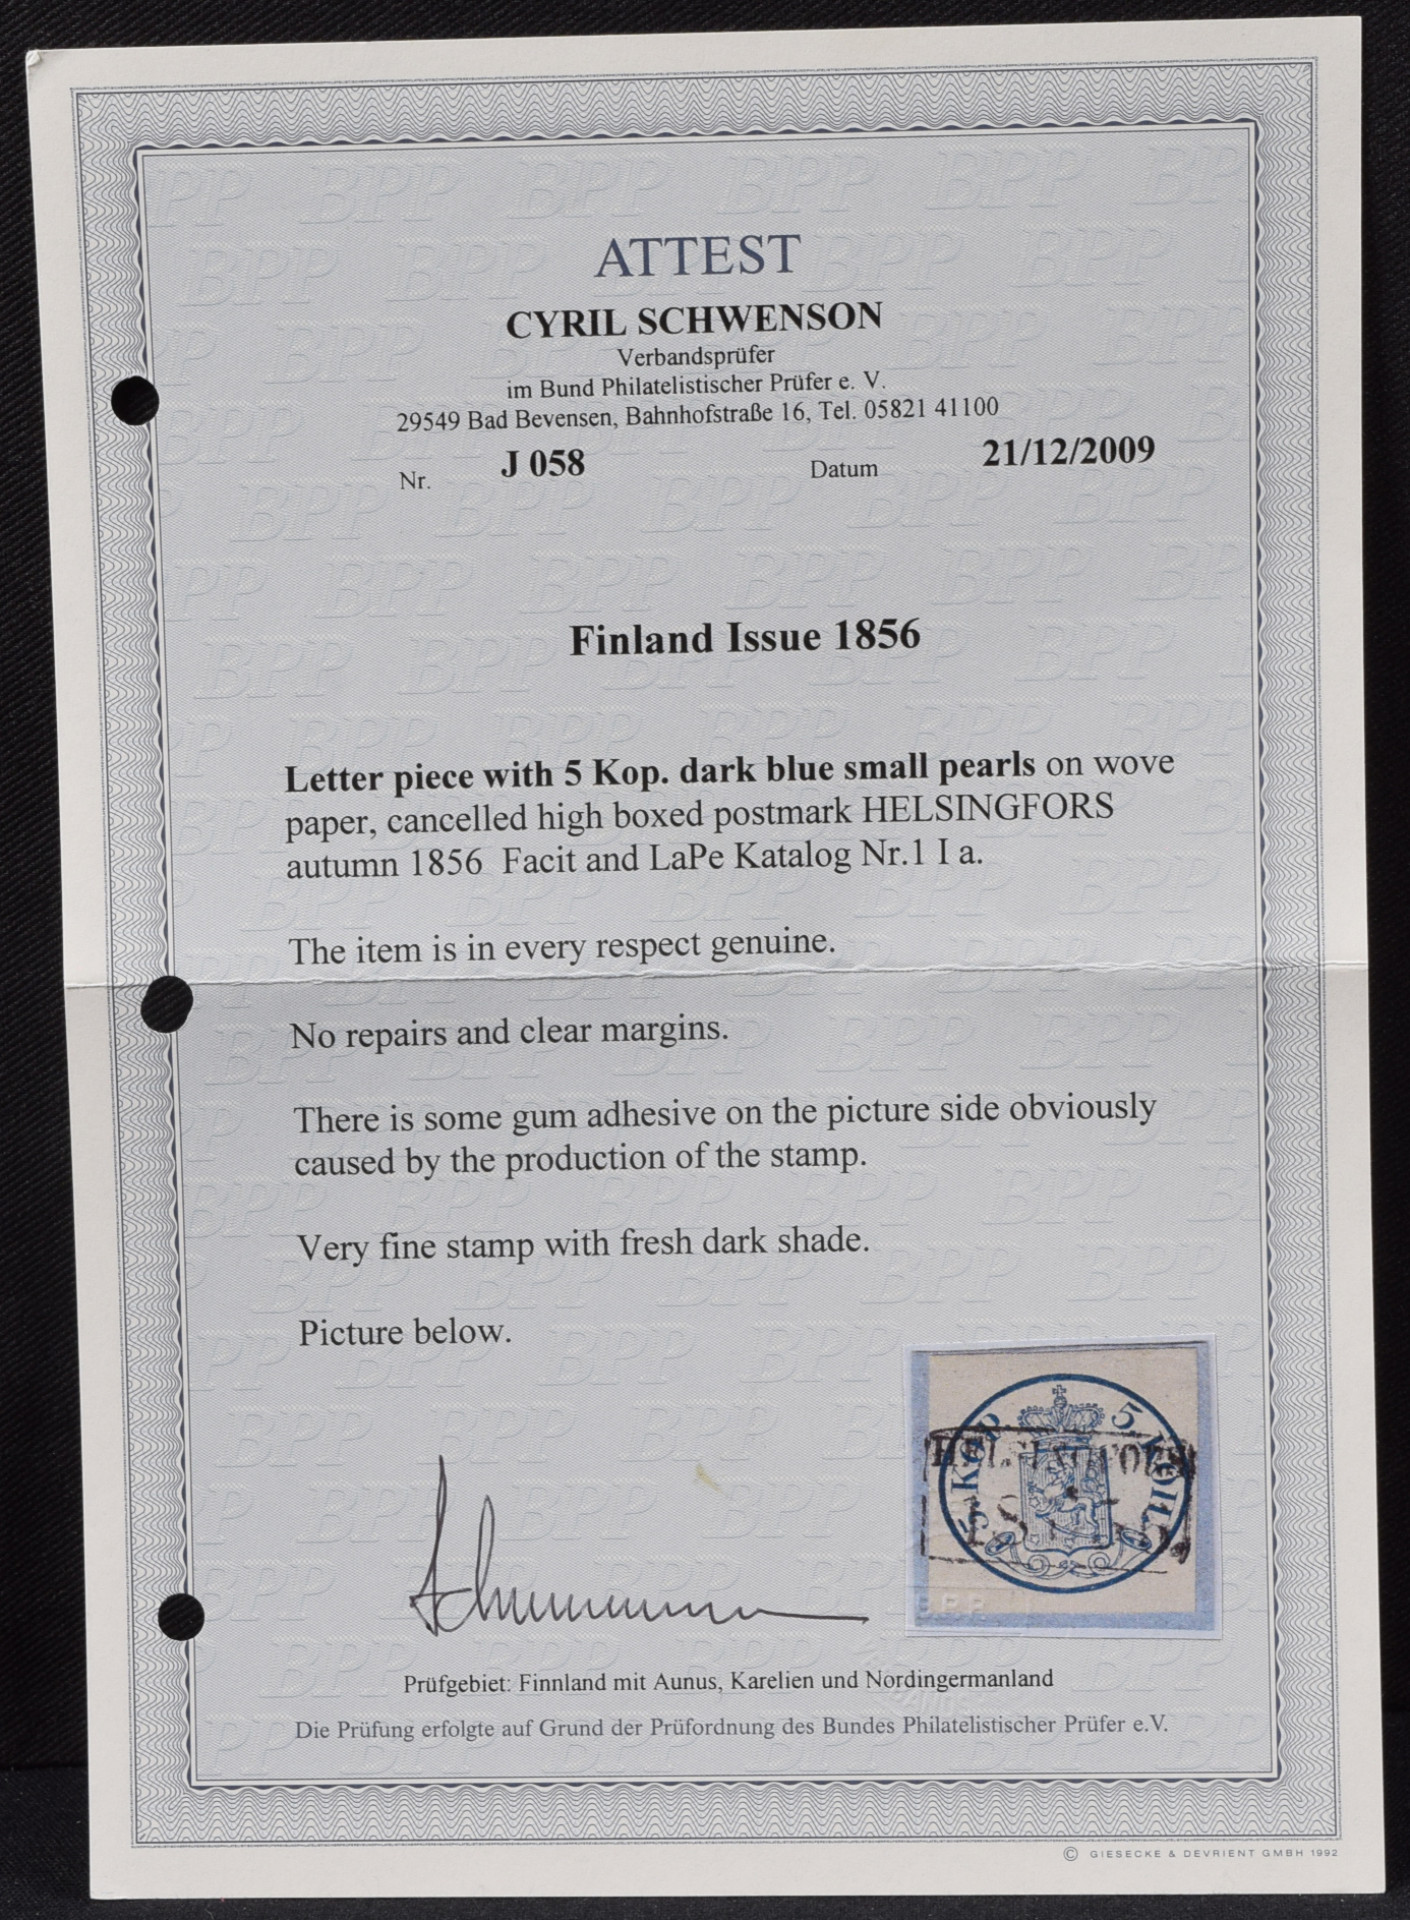 ATTEST
CYRIL SCHWENSON
Verbandsprüfer
im Bund Philatelistischer Prüfer e. V.
29549 Bad Bevensen, Bahnhofstraße 16, Tel. 05821 41100
Nr. J 058 Datum 21/12/2009
Finland Issue 1856
Letter piece with 5 Kop. dark blue small pearls on wove
paper, cancelled high boxed postmark HELSINGFORS
autumn 1856 Facit and LaPe Katalog Nr.1 I a.
The item is in every respect genuine.
No repairs and clear margins.
There is some gum adhesive on the picture side obviously
caused by the production of the stamp.
Very fine stamp with fresh dark shade.
Picture below.
5 KOP. 5 КОП.
B.P.P.
Prüfgebiet: Finnland mit Aunus, Karelien und Nordingermanland
Die Prüfung erfolgte auf Grund der Prüfordnung des Bundes Philatelistischer Prüfer e.V.
© GIESECKE & DEVRIENT GMBH 1992